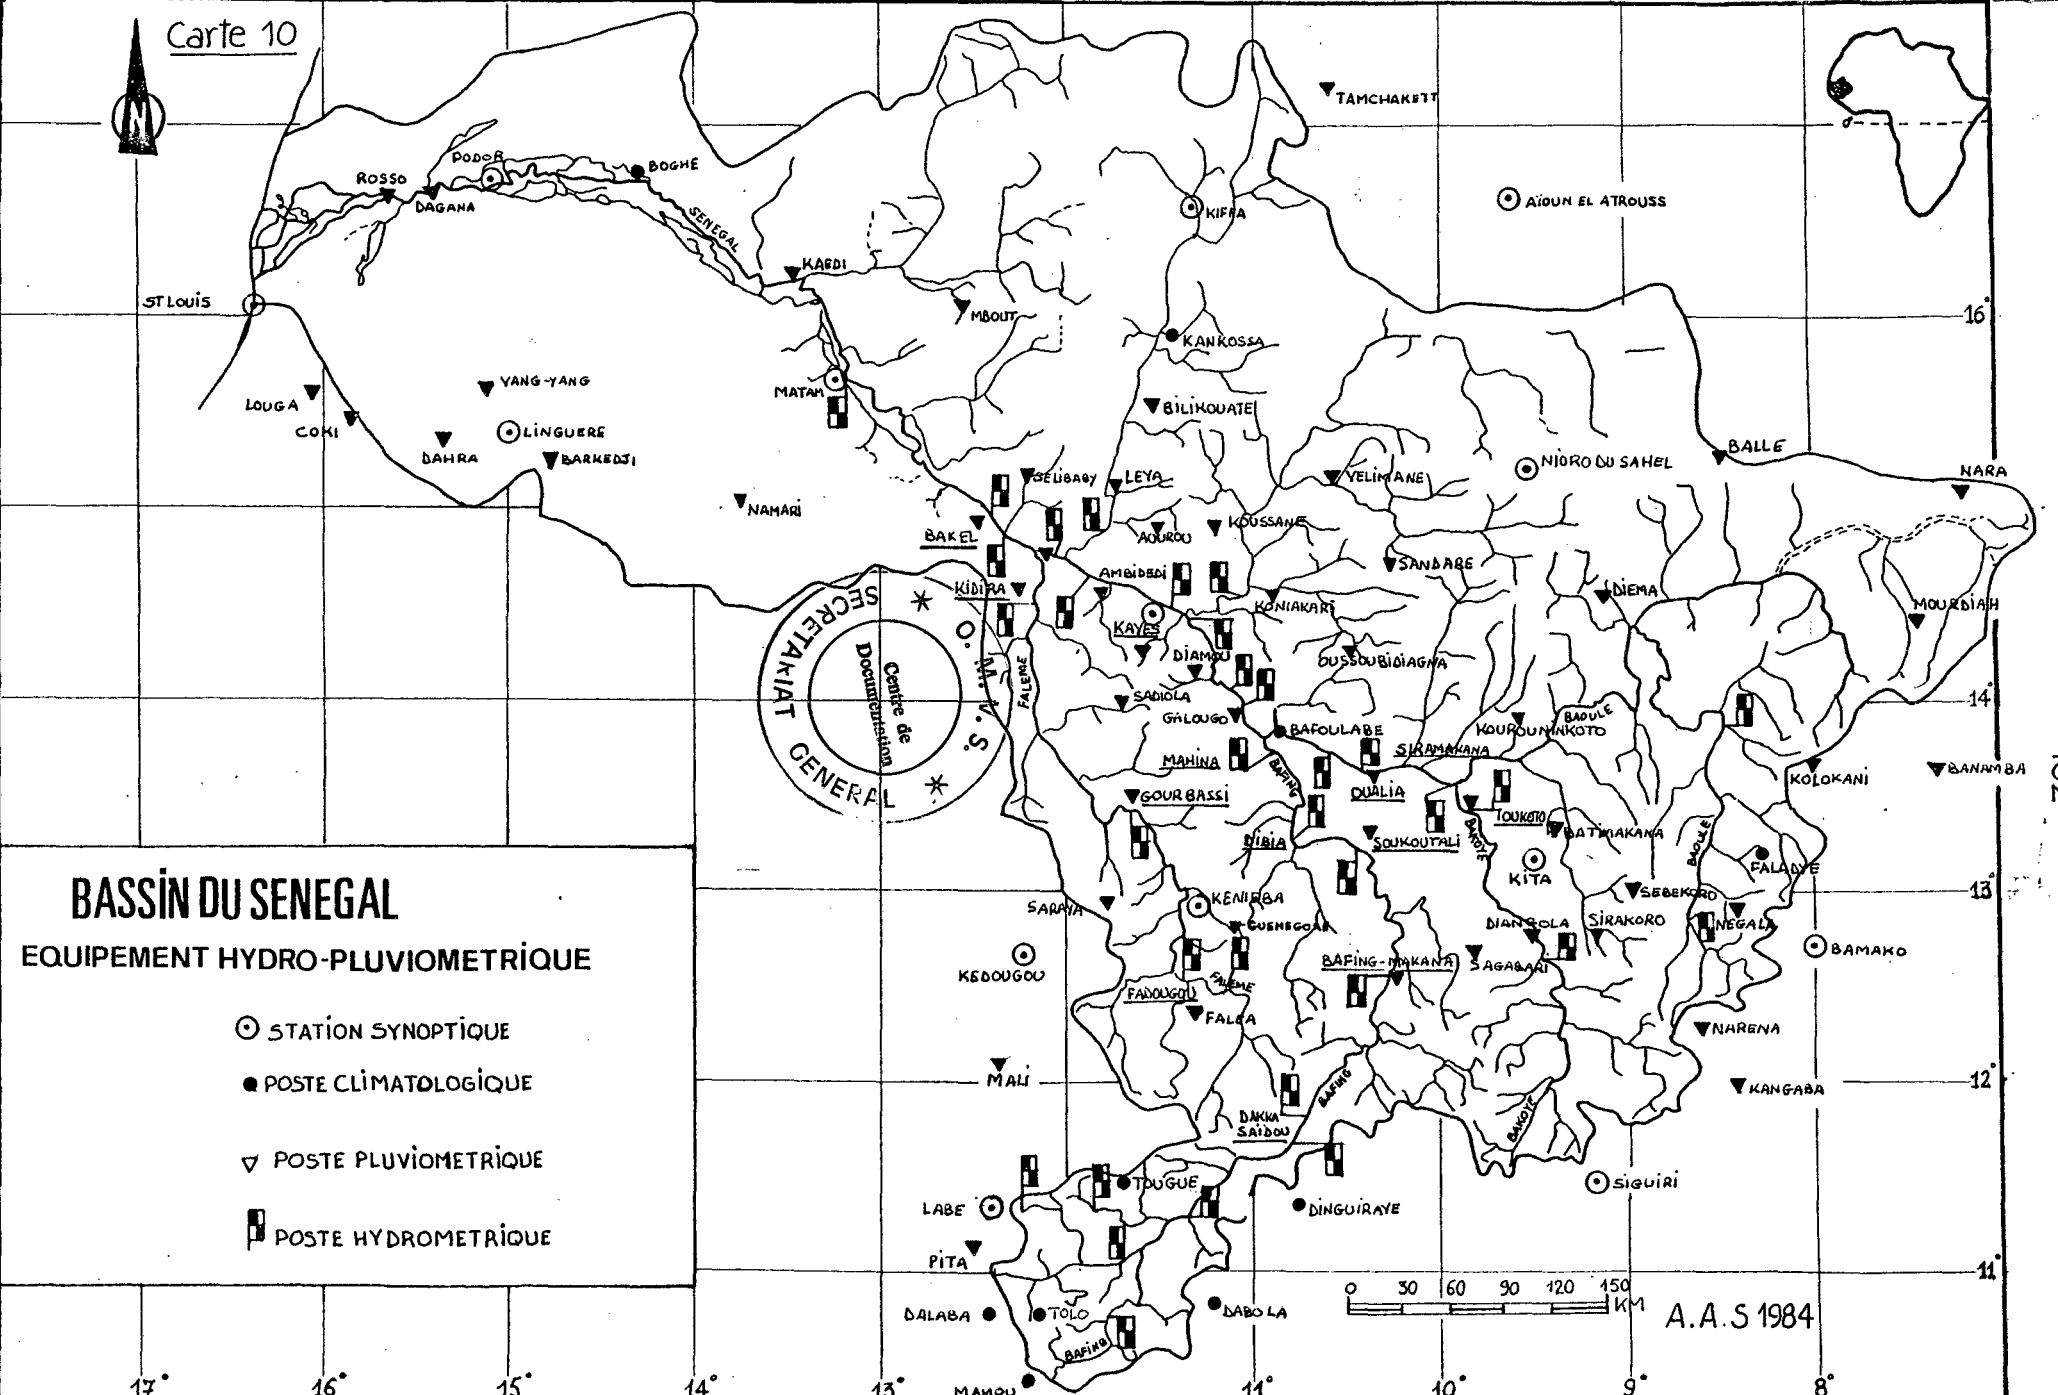 Carte 10
N
TAMCHAKETT
PODOR
BOGHE
ROSSO
DAGANA
SENEGAL
KIFFA
AÏOUN EL ATROUSS
KAEDI
ST LOUIS
MBOUT
16°
KANKOSSA
YANG-YANG
MATAM
LOUGA
BILIKOUATE
COKI
LINGUERE
DAHRA
BARKEDJI
BALLE
NIORO DU SAHEL
NARA
SELIBABY
LEYA
YELIMANE
NAMARI
KOUSSANE
BAKEL
AOUROU
SANDARE
AMBIDEDI
KIDIRA
DIEMA
KONIAKARI
MOURDIAH
KAYES
DIAMOU
OUSSOUBIDIAGNA
SECRETARIAT GENERAL
O. M. V. S.
Centre de
Documentation
FALEME
SADIOLA
14°
GALOUGO
BAOULE
BAFOULABE
KOUROUNINKOTO
SIRAMAKANA
MAHINA
BAFING
KOLOKANI
BANAMBA
GOURBASSI
OUALIA
TOUKOTO
BATIMAKANA
DIBIA
SOUKOUTALI
BAKOYE
BAOULE
FALADYE
KITA
13°
SEBEKORO
KENIEBA
SARAYA
DIANGOLA
SIRAKORO
NEGALA
BAMAKO
KEDOUGOU
BAFING-MAKANA
SAGABARI
FALEME
FADOUGOU
FALEA
NARENA
MALI
12°
KANGABA
BAFING
DAKKA
SAIDOU
BAKOYE
TOUGUE
SIGUIRI
LABE
DINGUIRAYE
PITA
11°
DALABA
TOLO
DABOLA
BAFING
MAMOU
BASSIN DU SENEGAL
EQUIPEMENT HYDRO-PLUVIOMETRIQUE
STATION SYNOPTIQUE
POSTE CLIMATOLOGIQUE
POSTE PLUVIOMETRIQUE
POSTE HYDROMETRIQUE
0 30 60 90 120 150
KM
A.A.S 1984
17° 16° 15° 14° 13° 11° 10° 9° 8°